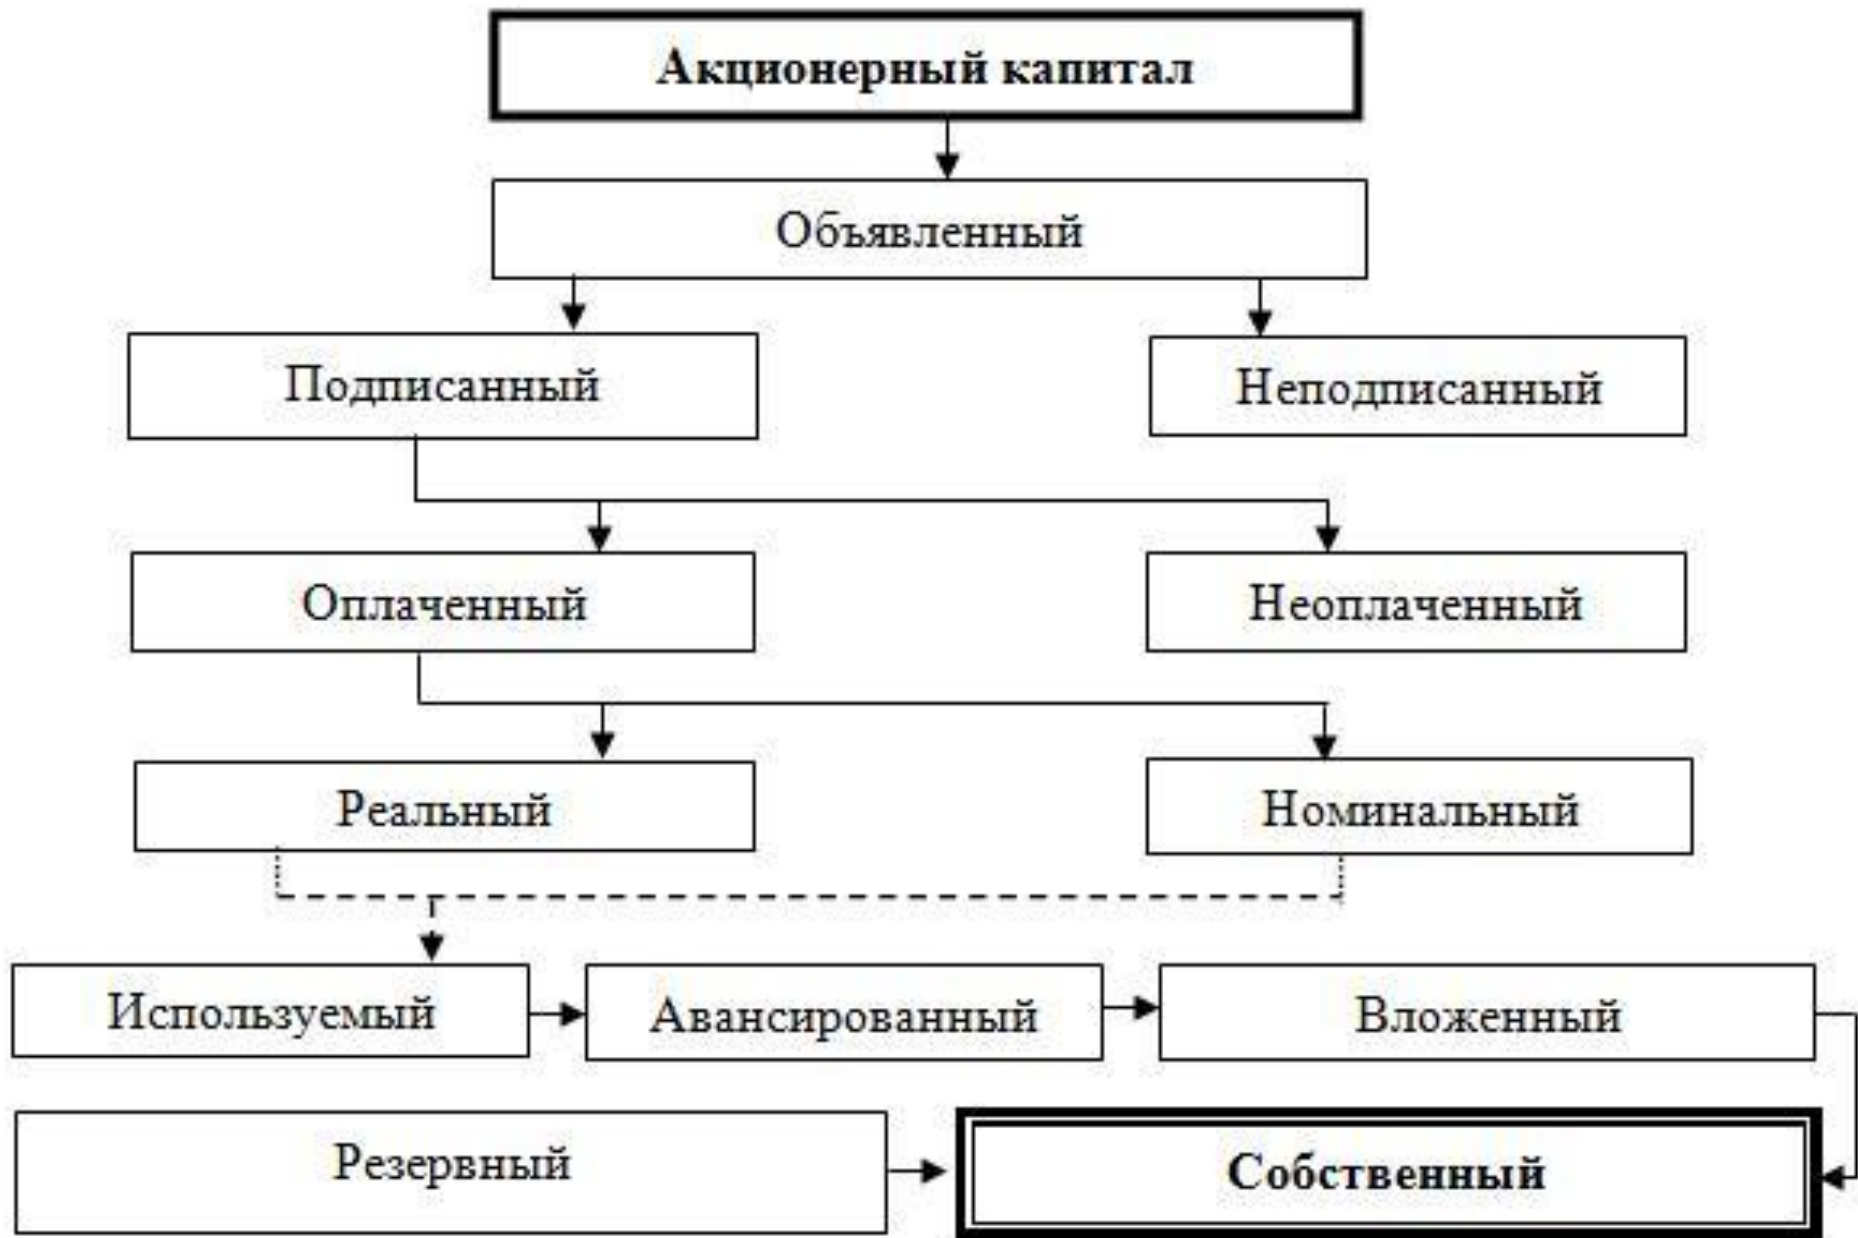 Акционерный капитал
Объявленный
Подписанный
Неподписанный
Оплаченный
Неоплаченный
Реальный
Номинальный
Используемый
Авансированный
Вложенный
Резервный
Собственный